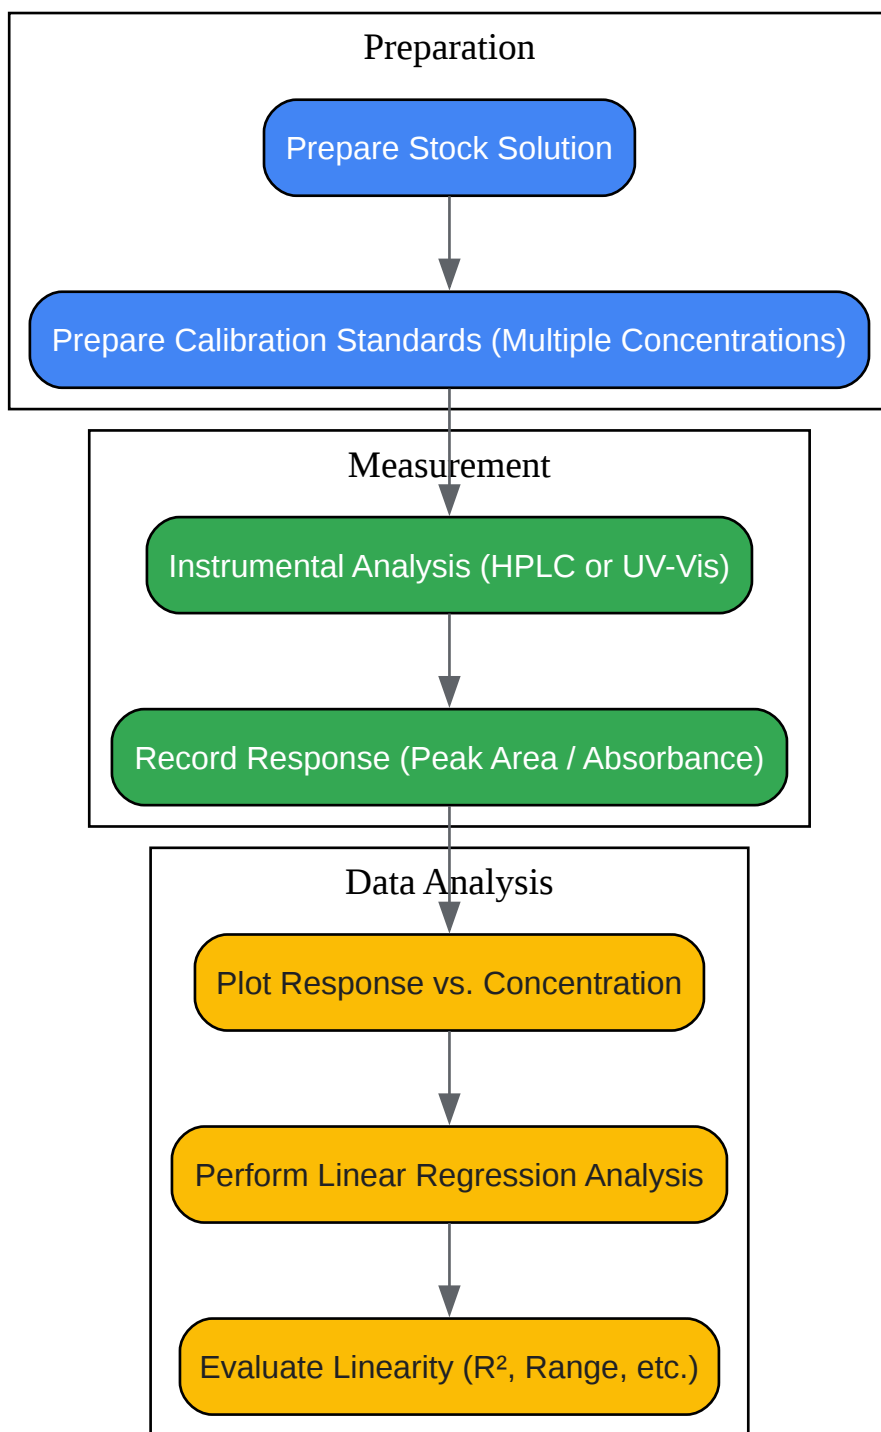 Preparation
Prepare Stock Solution
Prepare Calibration Standards (Multiple Concentrations)
Measurement
Instrumental Analysis (HPLC or UV-Vis)
Record Response (Peak Area / Absorbance)
Data Analysis
Plot Response vs. Concentration
Perform Linear Regression Analysis
Evaluate Linearity (R², Range, etc.)